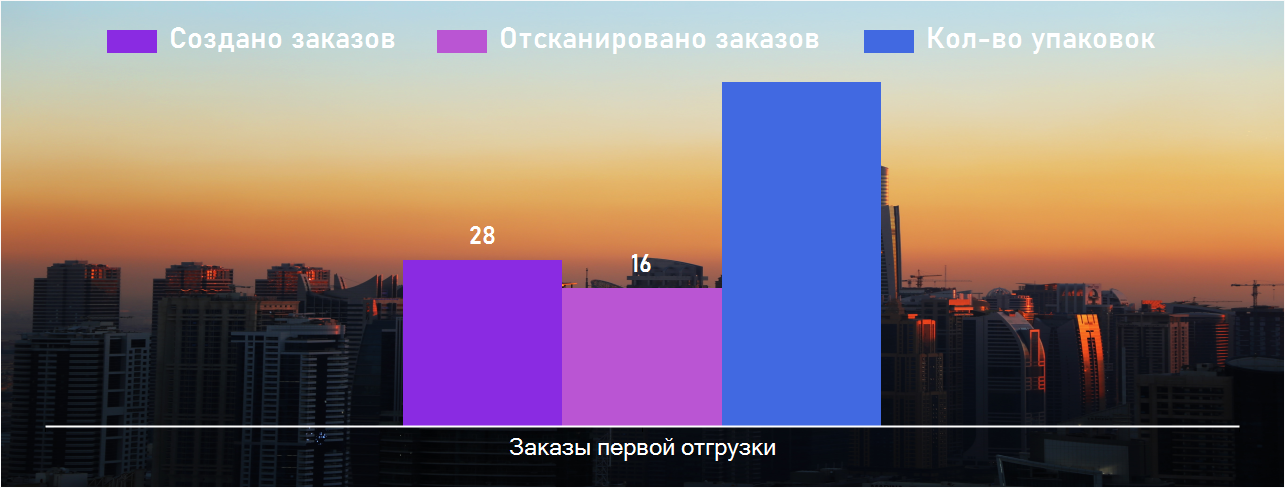 Создано заказов Отсканировано заказов Кол-во упаковок
28
16
Заказы первой отгрузки